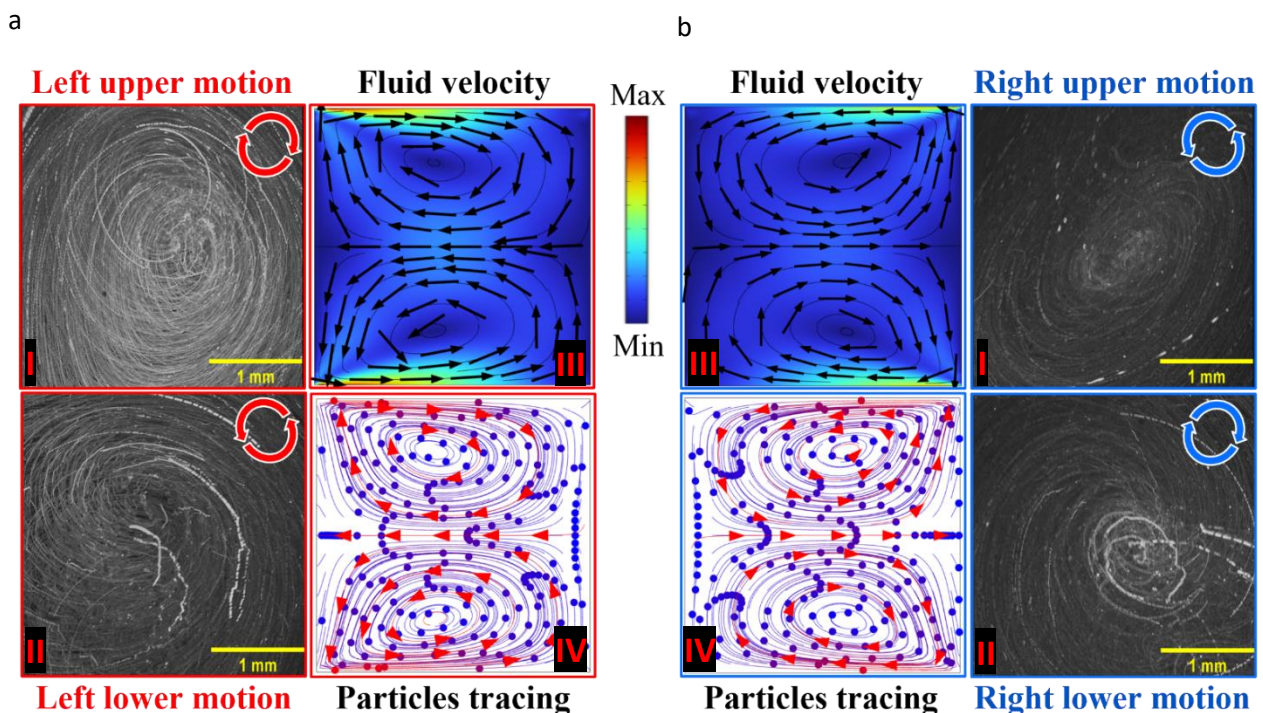 a
b
Left upper motion
Fluid velocity
Max
Fluid velocity
Right upper motion
I
1 mm
III
Min
III
I
1 mm
II
1 mm
IV
IV
II
1 mm
Left lower motion
Particles tracing
Particles tracing
Right lower motion